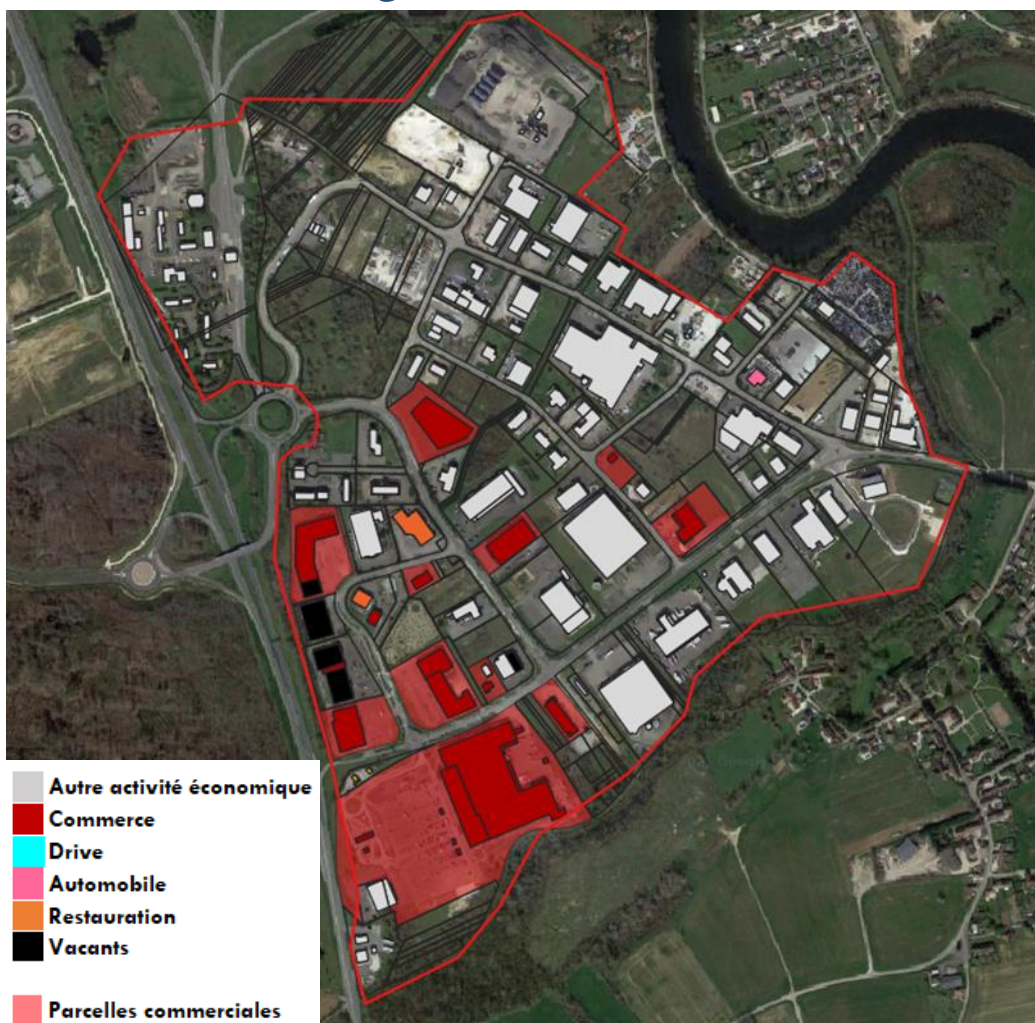 Autre activité économique
Commerce
Drive
Automobile
Restauration
Vacants
Parcelles commerciales